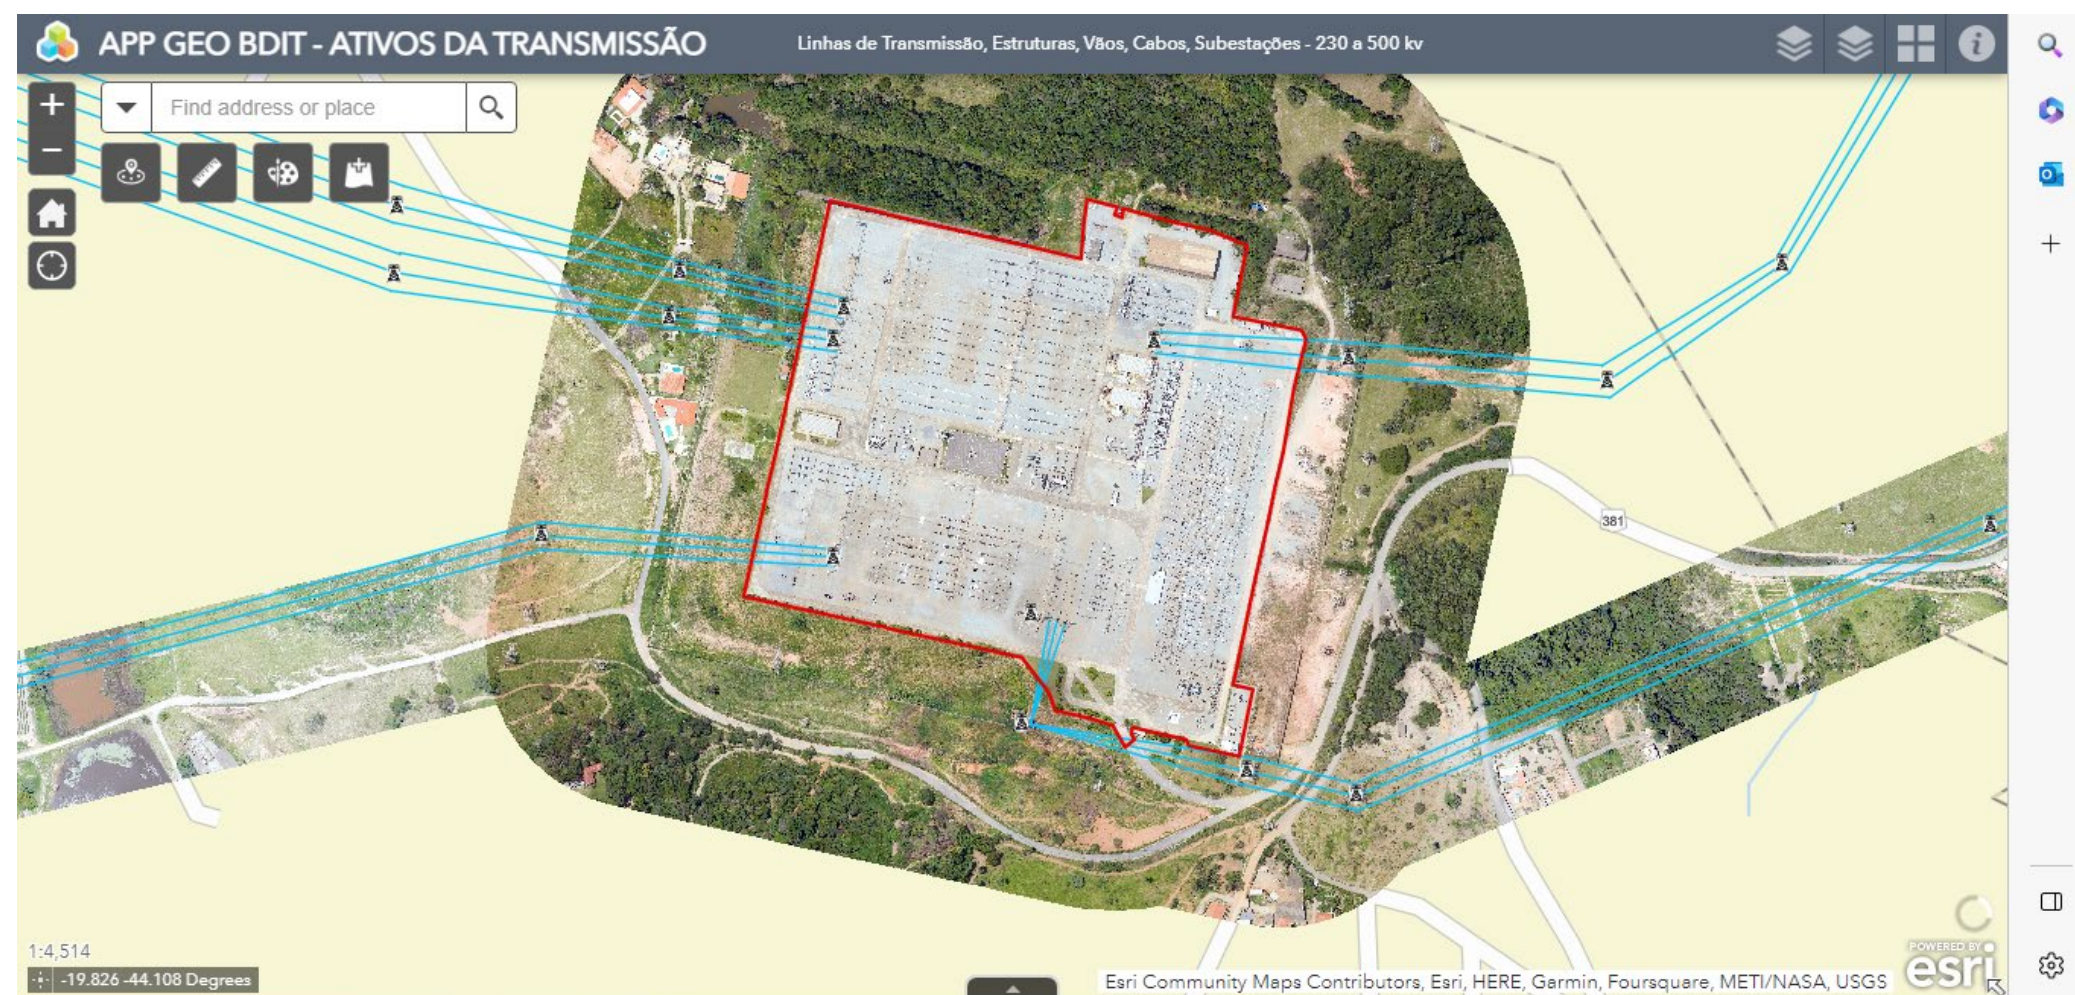 APP GEO BDIT - ATIVOS DA TRANSMISSÃO
Linhas de Transmissão, Estruturas, Vãos, Cabos, Subestações - 230 a 500 kv
Find address or place
381
1:4,514
-19.826 -44.108 Degrees
Esri Community Maps Contributors, Esri, HERE, Garmin, Foursquare, METI/NASA, USGS
POWERED BY
esri